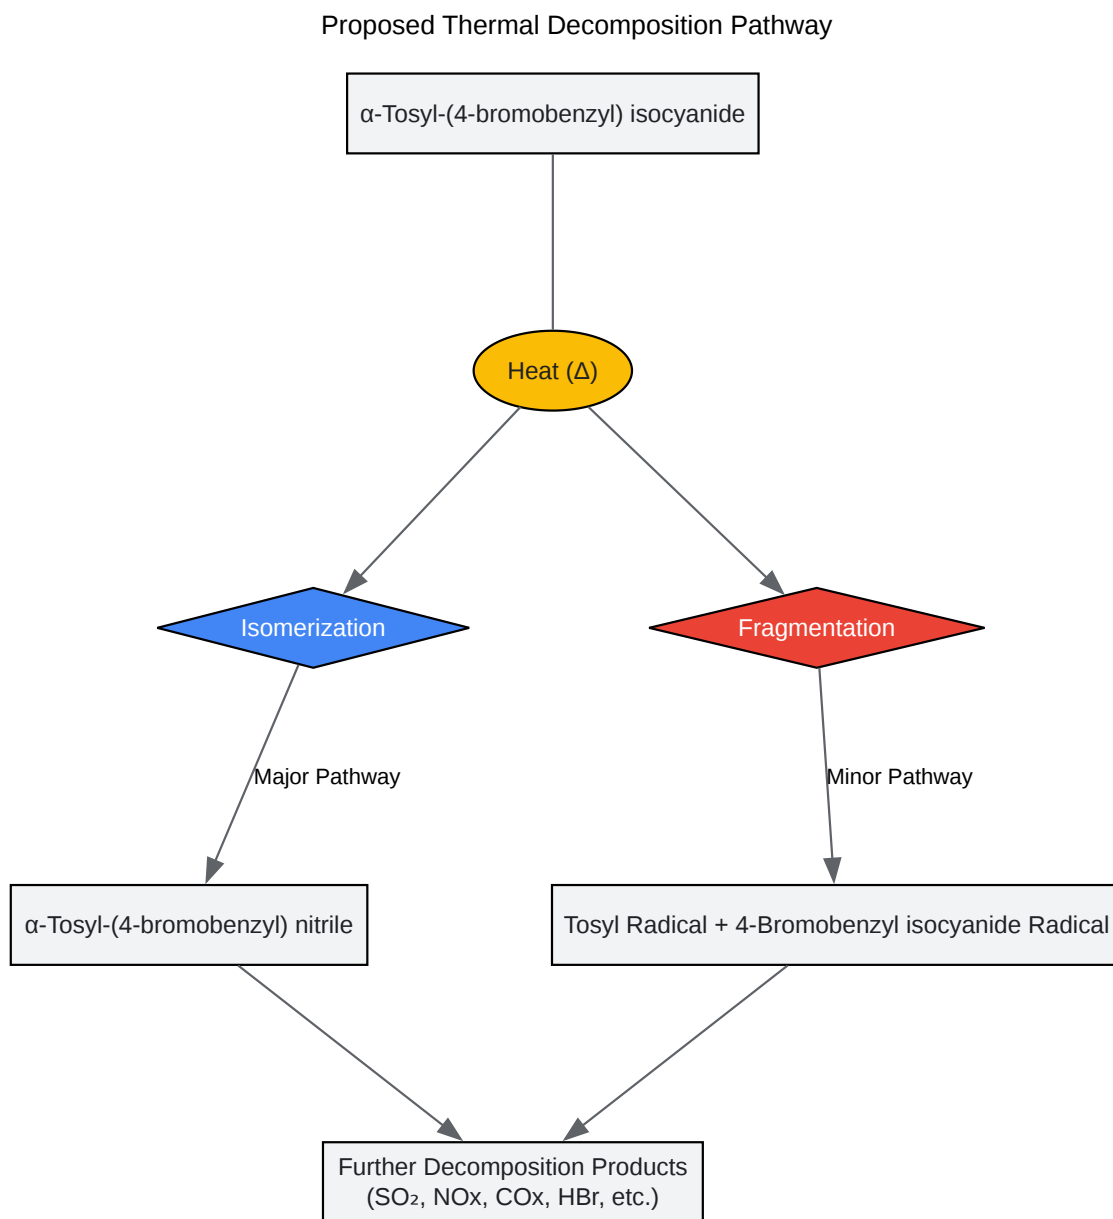 Proposed Thermal Decomposition Pathway
α-Tosyl-(4-bromobenzyl) isocyanide
Heat (Δ)
Isomerization
Fragmentation
Major Pathway
Minor Pathway
α-Tosyl-(4-bromobenzyl) nitrile
Tosyl Radical + 4-Bromobenzyl isocyanide Radical
Further Decomposition Products
(SO₂, NOx, COx, HBr, etc.)